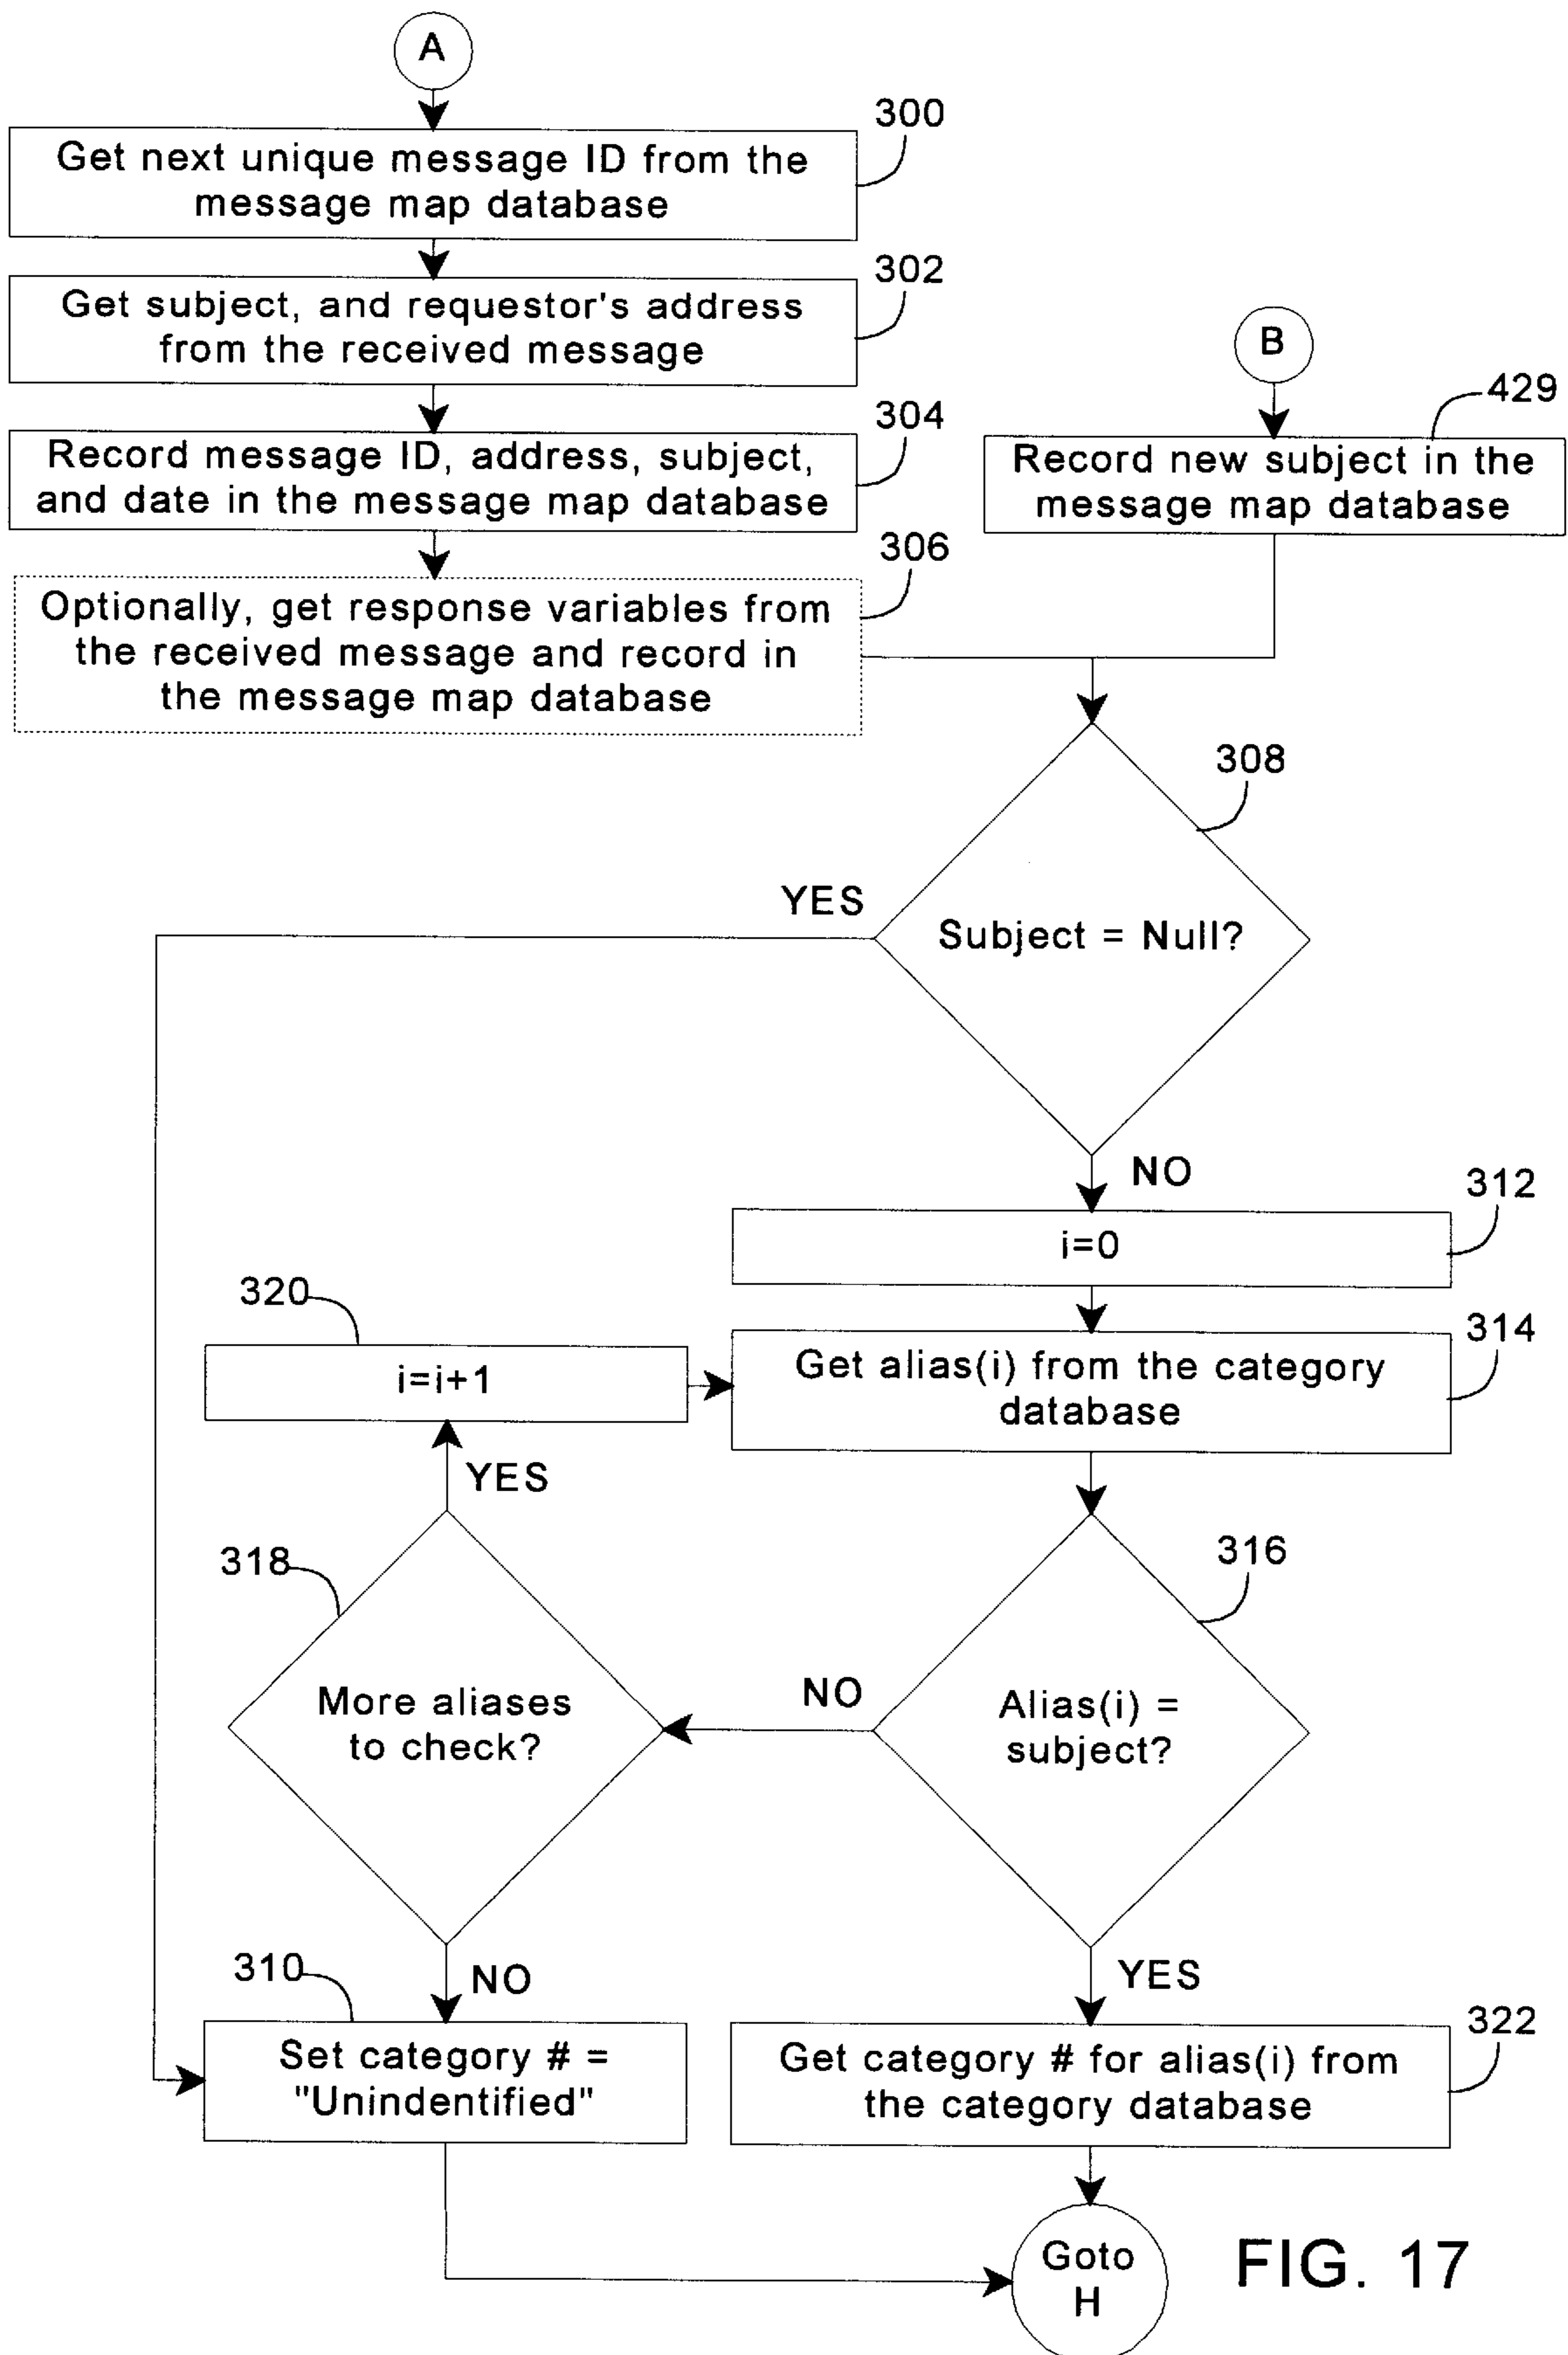 A
300
Get next unique message ID from the
message map database
302
Get subject, and requestor's address
from the received message
B
304
Record message ID, address, subject,
and date in the message map database
429
Record new subject in the
message map database
306
Optionally, get response variables from
the received message and record in
the message map database
308
YES
Subject = Null?
NO
312
i=0
320
i=i+1
314
Get alias(i) from the category
database
YES
318
316
More aliases
to check?
NO
Alias(i) =
subject?
310
NO
YES
Set category # =
"Unindentified"
322
Get category # for alias(i) from
the category database
Goto
H
FIG. 17